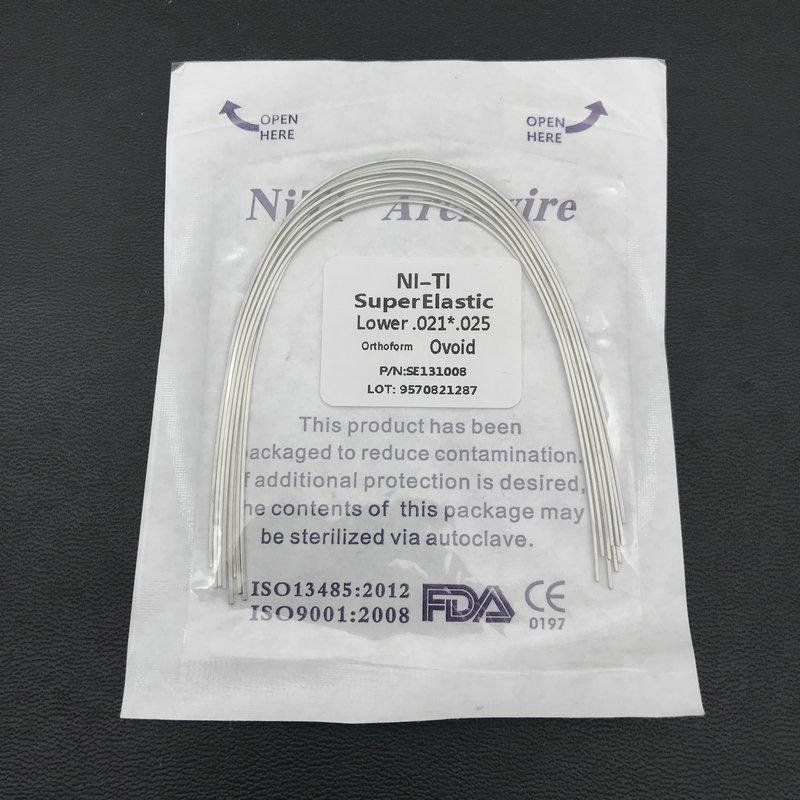 OPEN HERE
OPEN HERE
NI-TI
SuperElastic
Lower .021*.025
Orthoform Ovoid
P/N:SE131008
LOT: 9570821287
This product has been
packaged to reduce contamination.
If additional protection is desired,
the contents of this package may
be sterilized via autoclave.
ISO13485:2012
ISO9001:2008
FDA
CE
0197